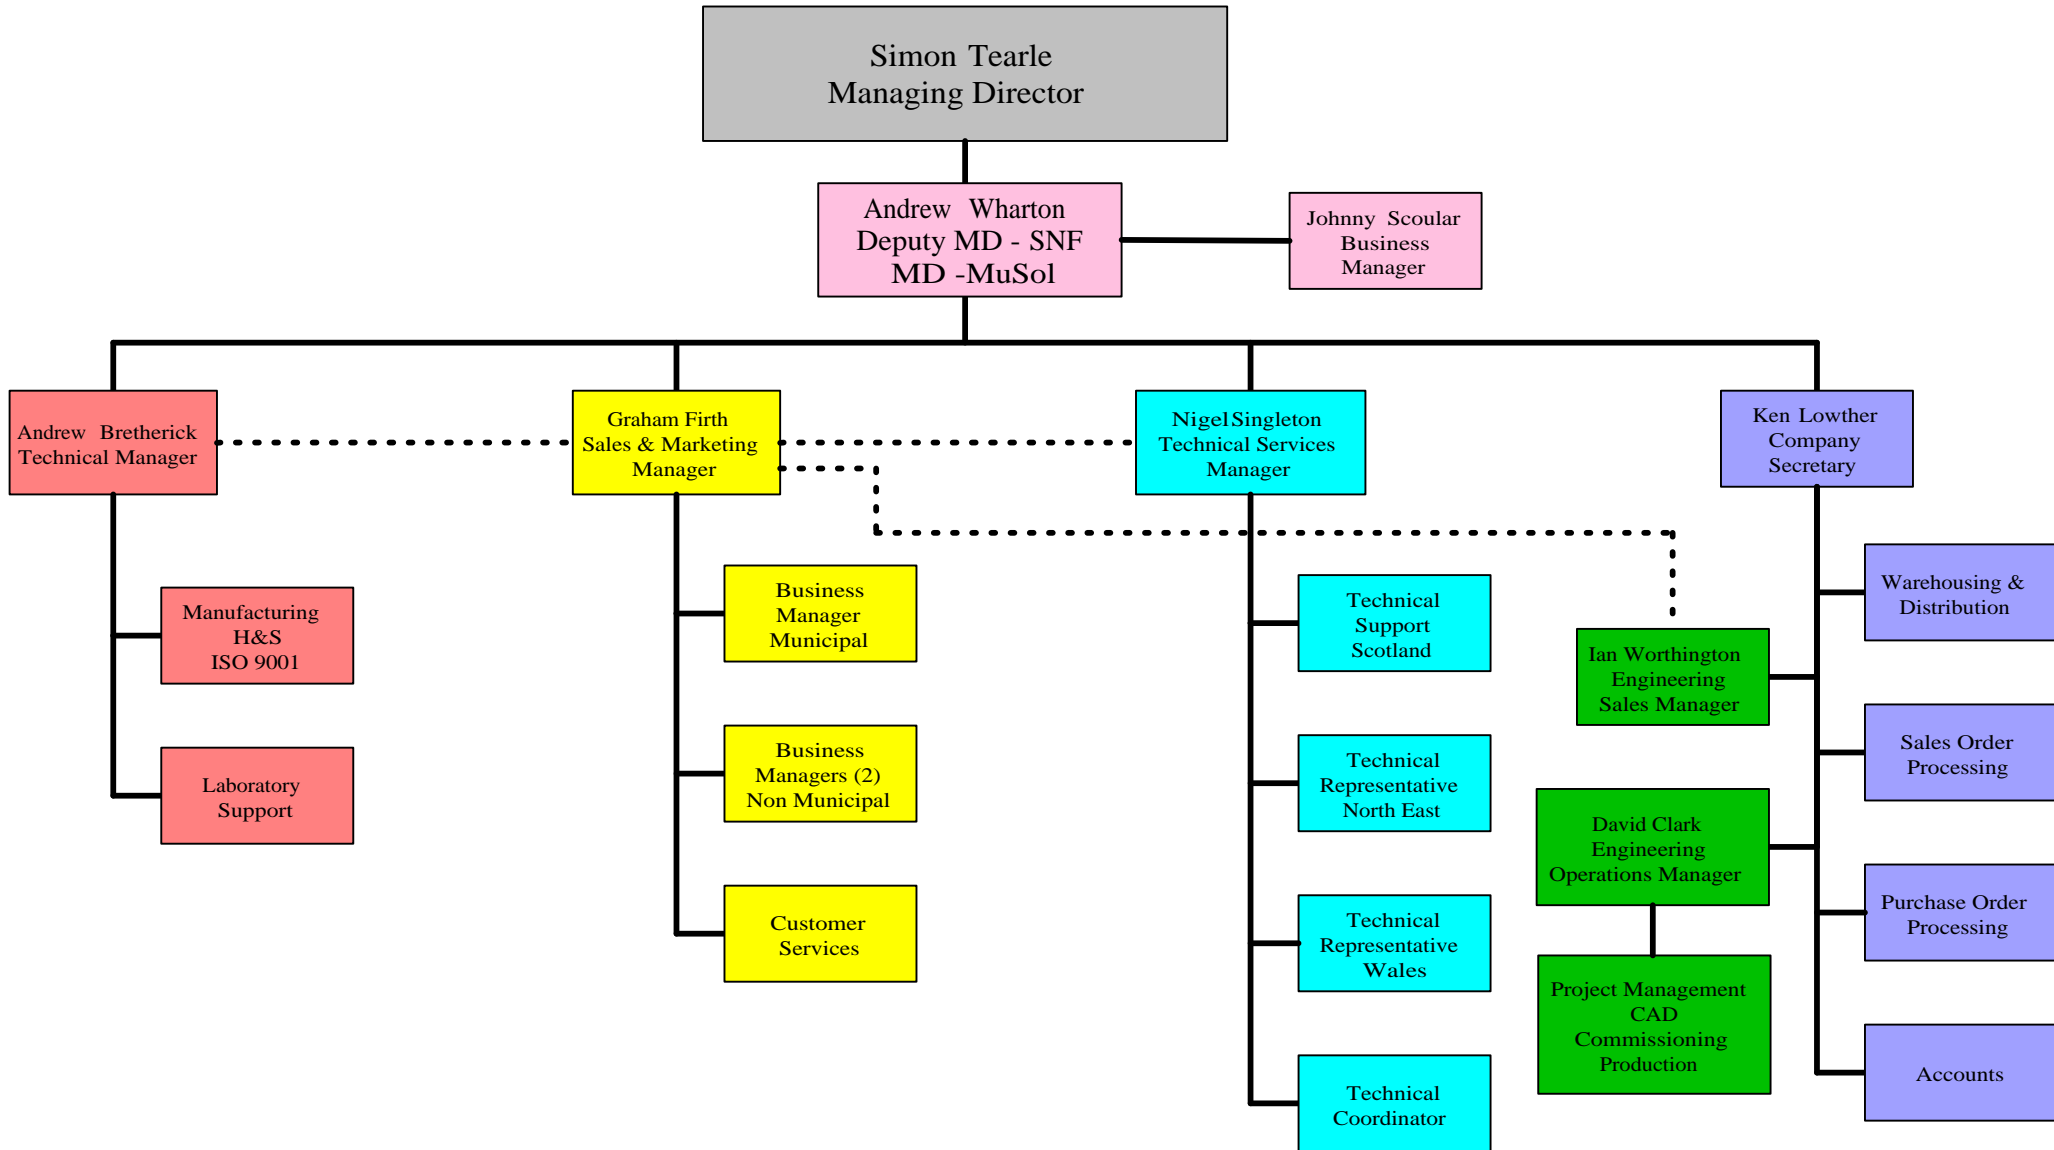 Simon Tearle
Managing Director
Andrew Wharton
Deputy MD - SNF
MD -MuSol
Johnny Scoular
Business
Manager
Andrew Bretherick
Technical Manager
Graham Firth
Sales & Marketing
Manager
Nigel Singleton
Technical Services
Manager
Ken Lowther
Company
Secretary
Manufacturing
H&S
ISO 9001
Laboratory
Support
Business
Manager
Municipal
Business
Managers (2)
Non Municipal
Customer
Services
Technical
Support
Scotland
Technical
Representative
North East
Technical
Representative
Wales
Technical
Coordinator
Ian Worthington
Engineering
Sales Manager
David Clark
Engineering
Operations Manager
Project Management
CAD
Commissioning
Production
Warehousing &
Distribution
Sales Order
Processing
Purchase Order
Processing
Accounts